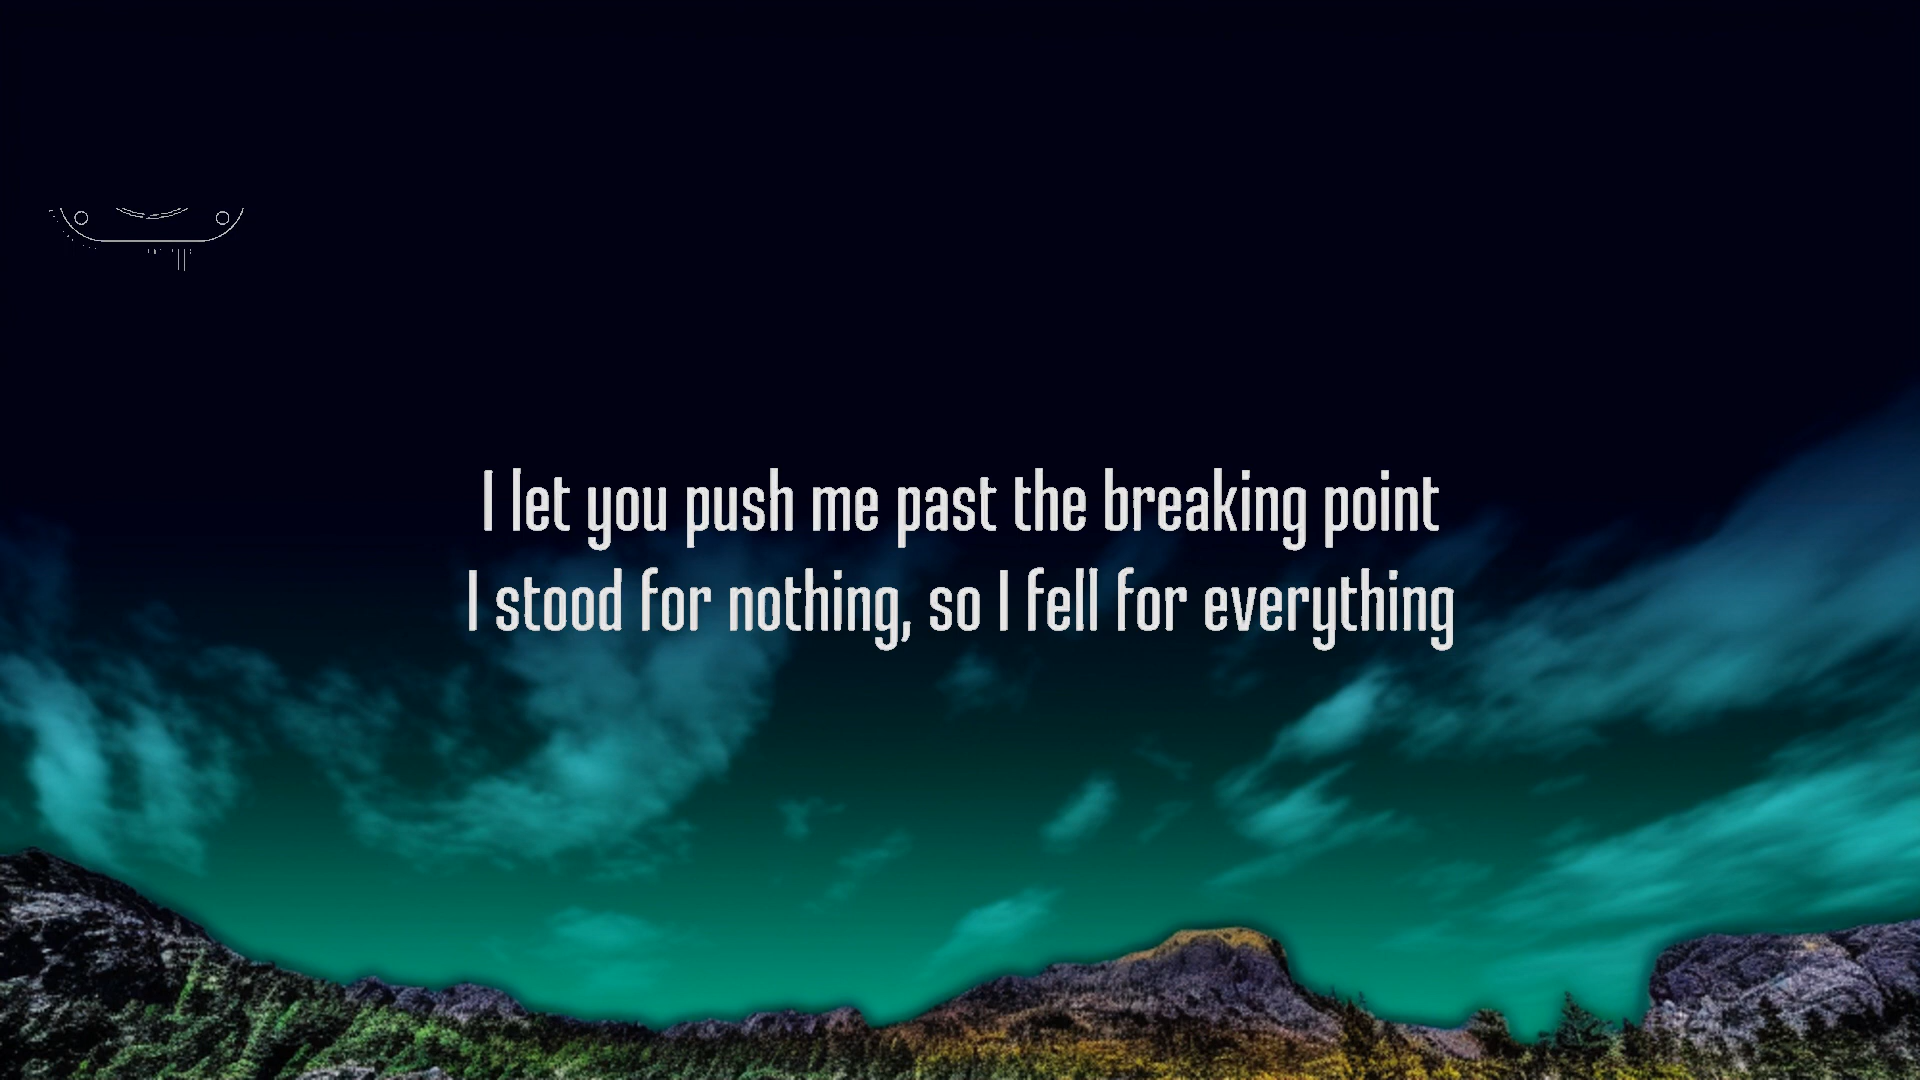 I let you push me past the breaking point
I stood for nothing, so I fell for everything